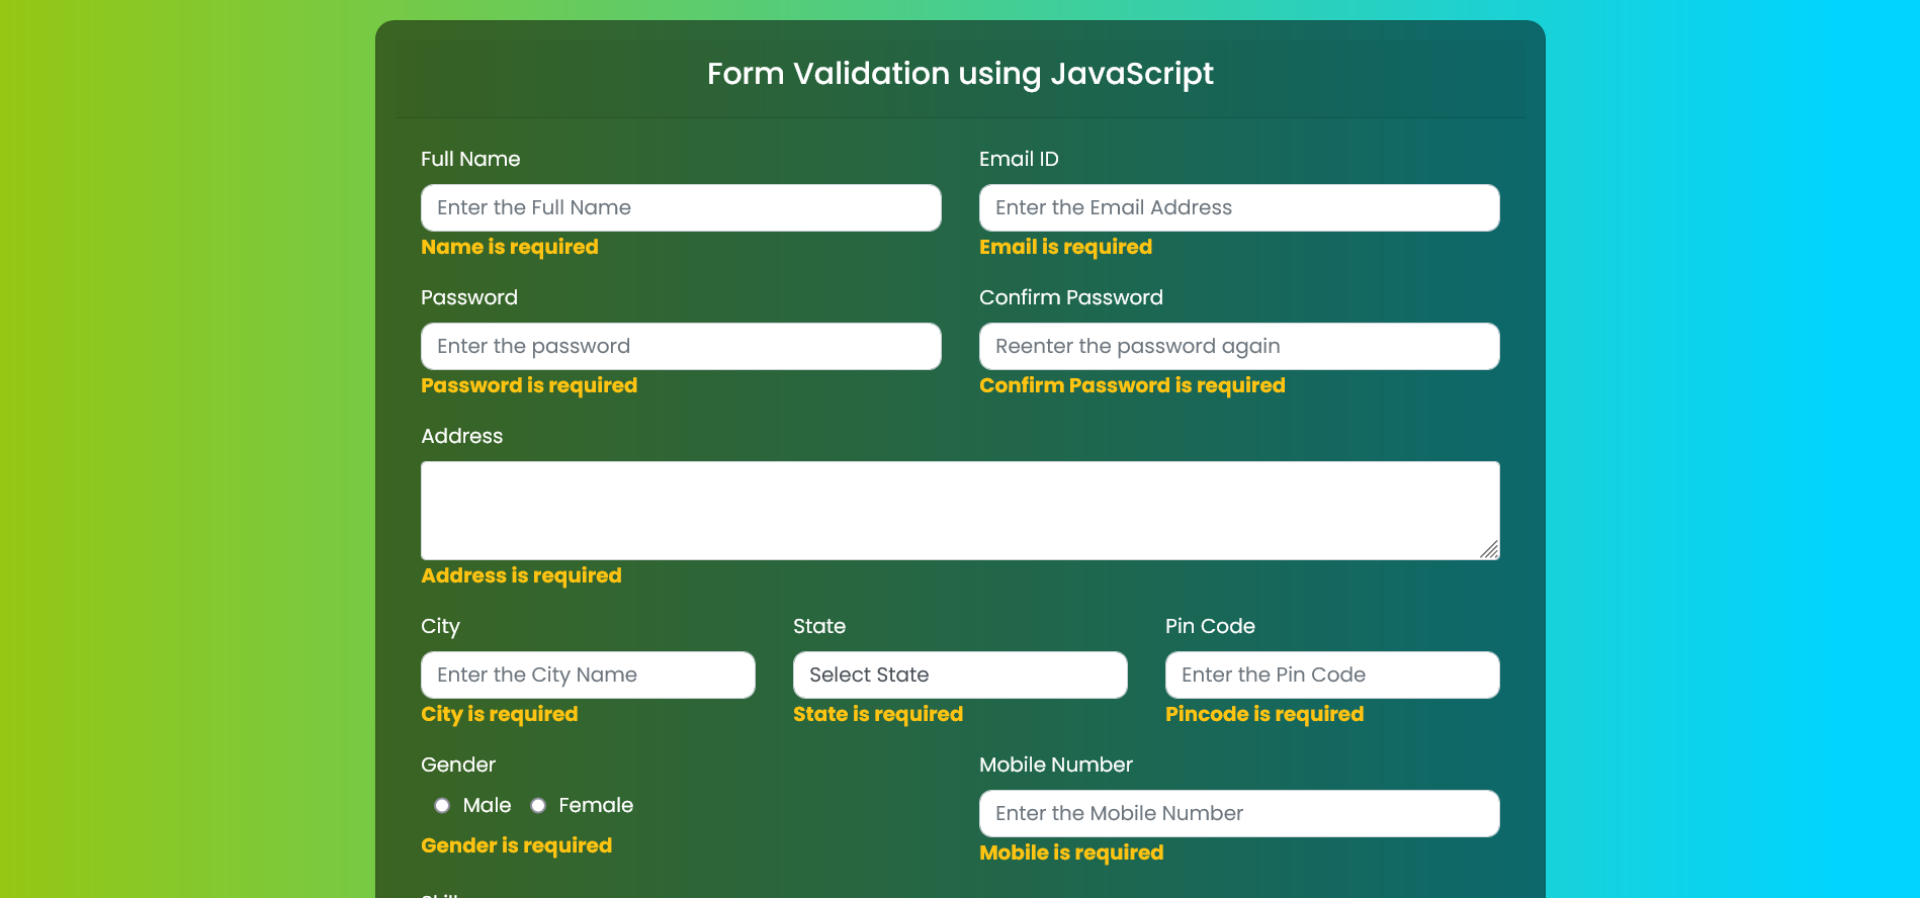 Form Validation using JavaScript
Full Name
Email ID
Enter the Full Name
Enter the Email Address
Name is required
Email is required
Password
Confirm Password
Enter the password
Reenter the password again
Password is required
Confirm Password is required
Address
Address is required
City
State
Pin Code
Enter the City Name
Select State
Enter the Pin Code
City is required
State is required
Pincode is required
Gender
Mobile Number
Male
Female
Enter the Mobile Number
Gender is required
Mobile is required